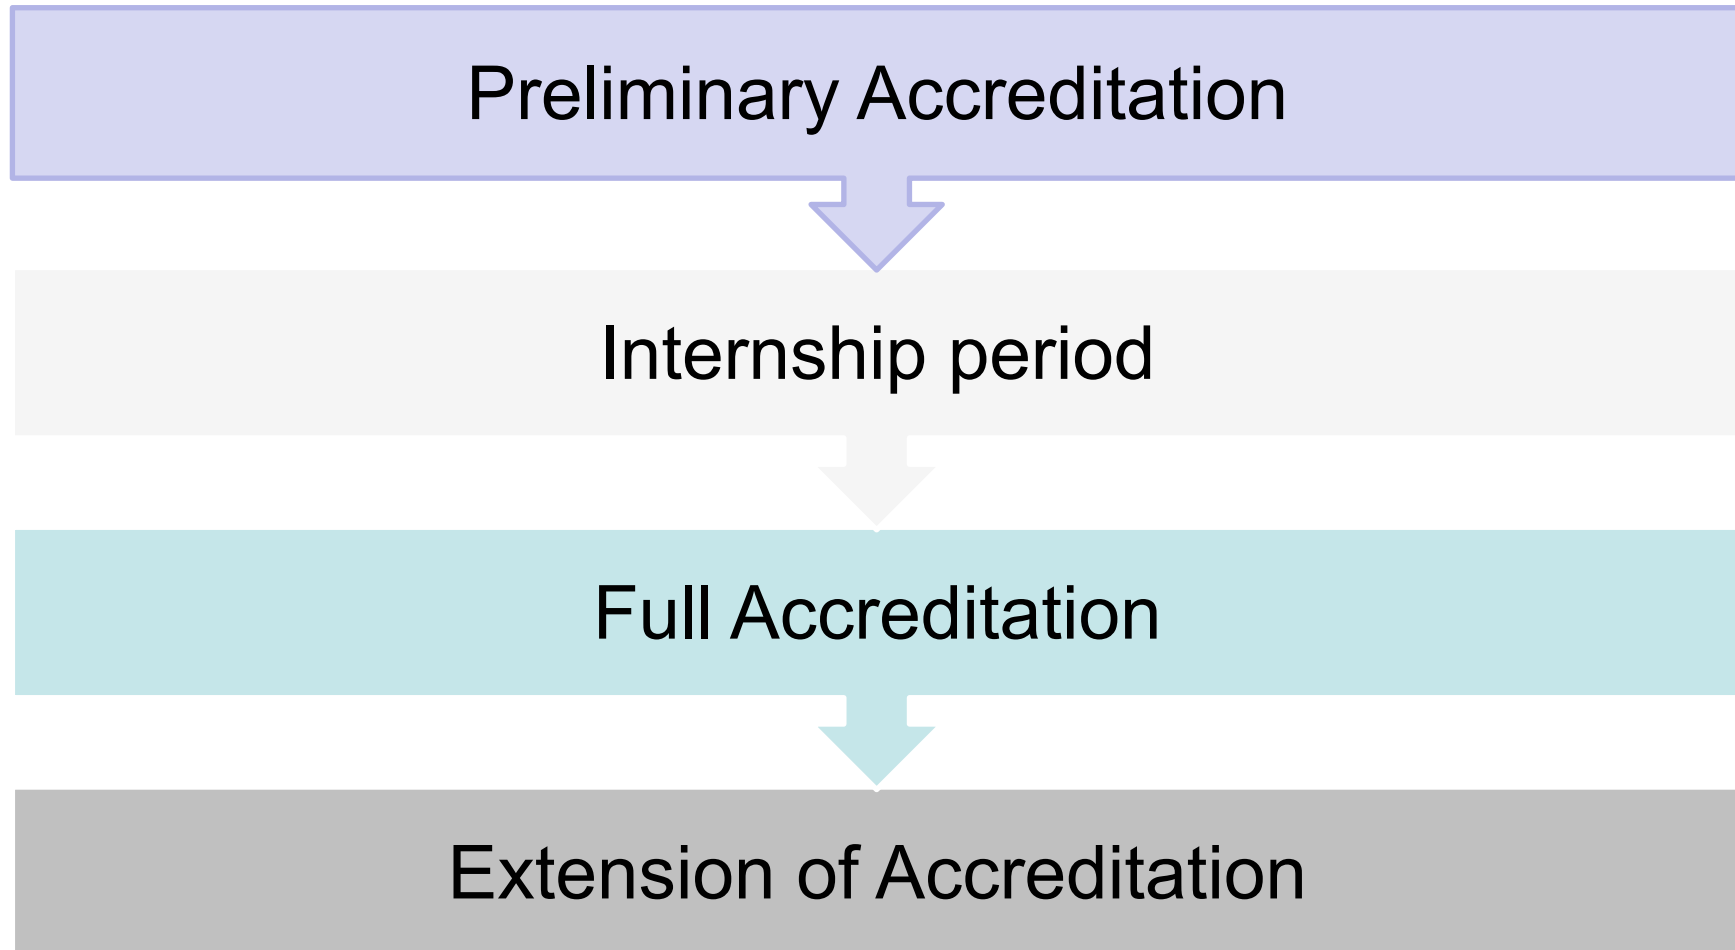 Preliminary Accreditation
Internship period
Full Accreditation
Extension of Accreditation